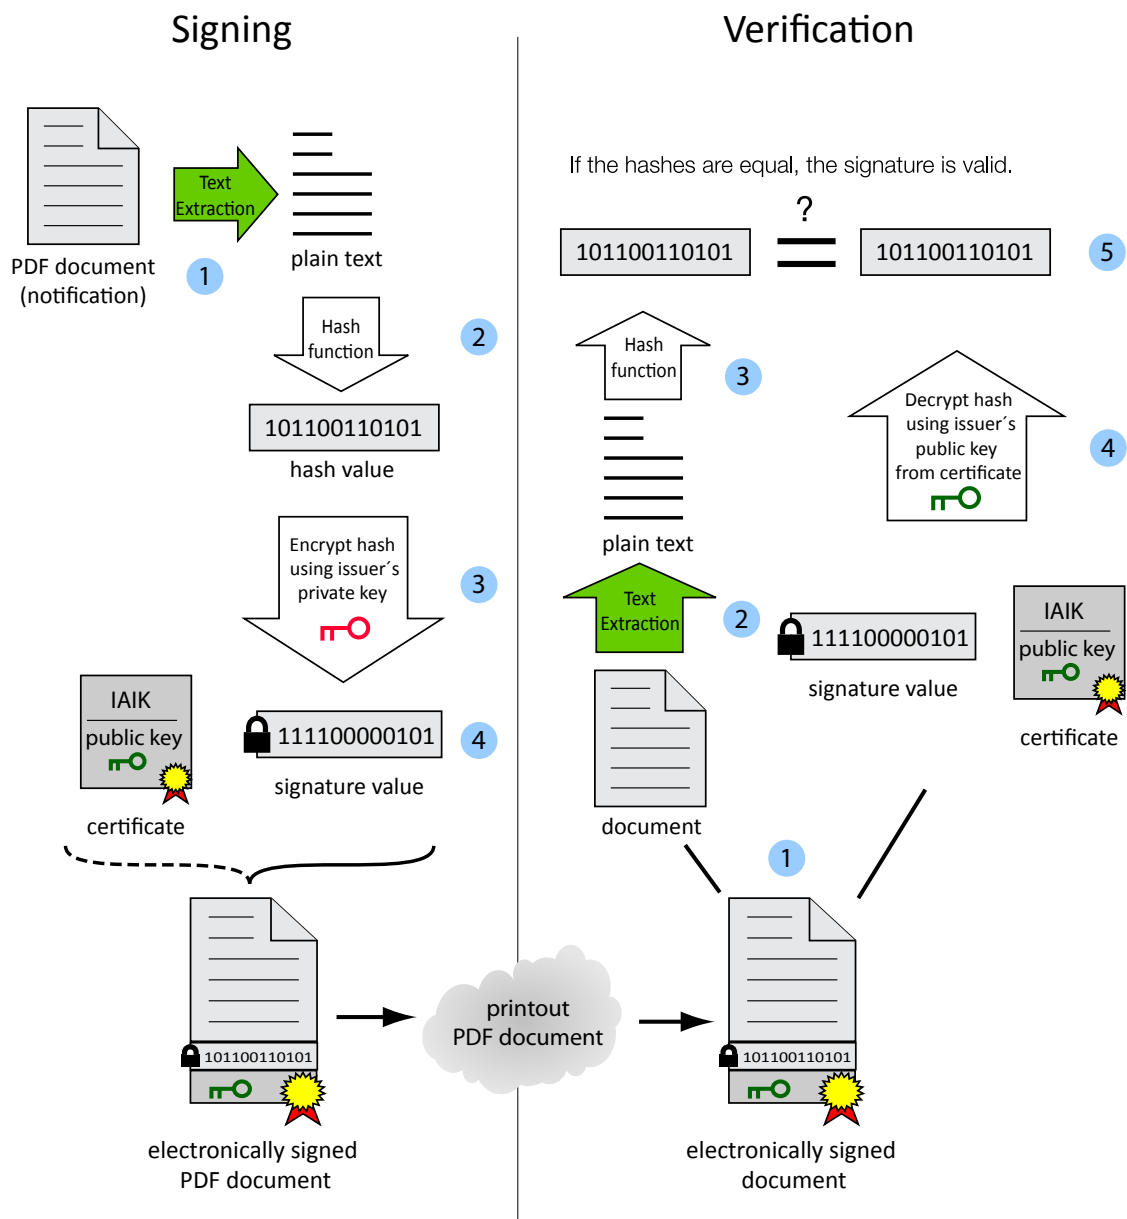 Signing
Text
Extraction
PDF document
(notification)
1
plain text
Hash
function
2
101100110101
hash value
Encrypt hash
using issuer´s
private key
3
IAIK
public key
certificate
111100000101
signature value
4
101100110101
electronically signed
PDF document
printout
PDF document
Verification
If the hashes are equal, the signature is valid.
?
101100110101
=
101100110101
5
Hash
function
3
Decrypt hash
using issuer´s
public key
from certificate
4
plain text
Text
Extraction
2
111100000101
signature value
IAIK
public key
certificate
document
1
101100110101
electronically signed
document